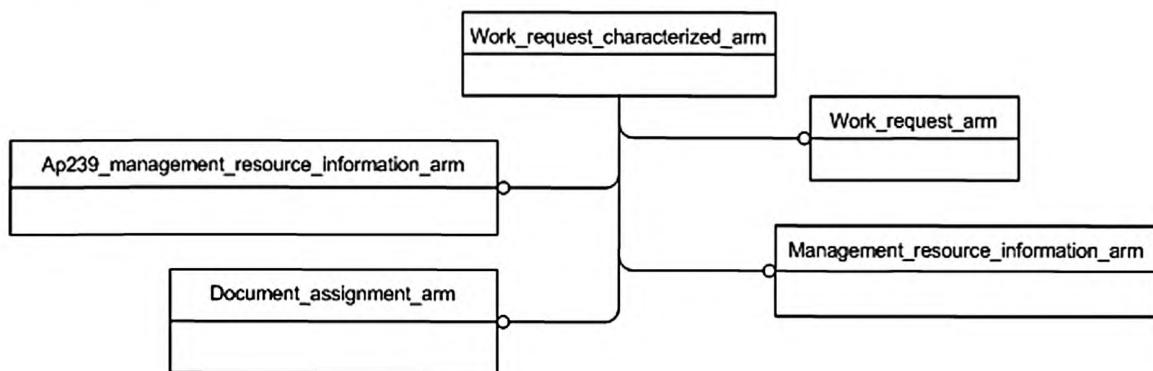 Work_request_characterized_arm
Work_request_arm
Ap239_management_resource_information_arm
Management_resource_information_arm
Document_assignment_arm